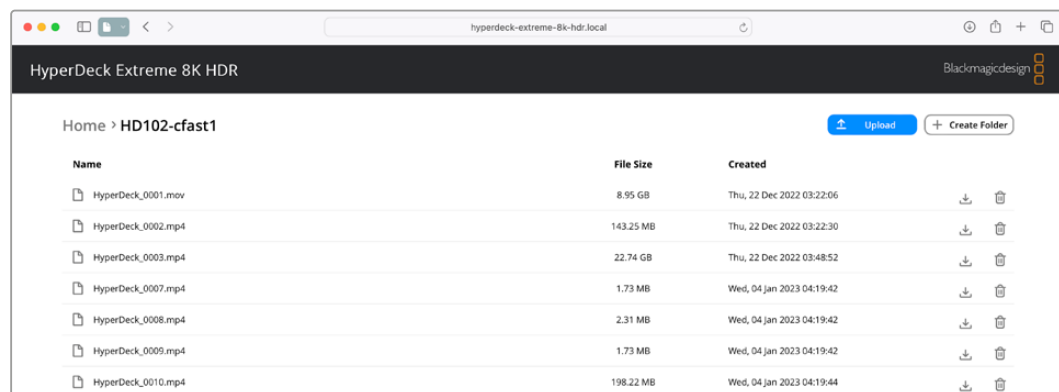 hyperdeck-extreme-8k-hdr.local
HyperDeck Extreme 8K HDR Blackmagicdesign
Home > HD102-cfast1 Upload + Create Folder
Name File Size Created
HyperDeck_0001.mov 8.95 GB Thu, 22 Dec 2022 03:22:06
HyperDeck_0002.mp4 143.25 MB Thu, 22 Dec 2022 03:22:30
HyperDeck_0003.mp4 22.74 GB Thu, 22 Dec 2022 03:48:52
HyperDeck_0007.mp4 1.73 MB Wed, 04 Jan 2023 04:19:42
HyperDeck_0008.mp4 2.31 MB Wed, 04 Jan 2023 04:19:42
HyperDeck_0009.mp4 1.73 MB Wed, 04 Jan 2023 04:19:42
HyperDeck_0010.mp4 198.22 MB Wed, 04 Jan 2023 04:19:44